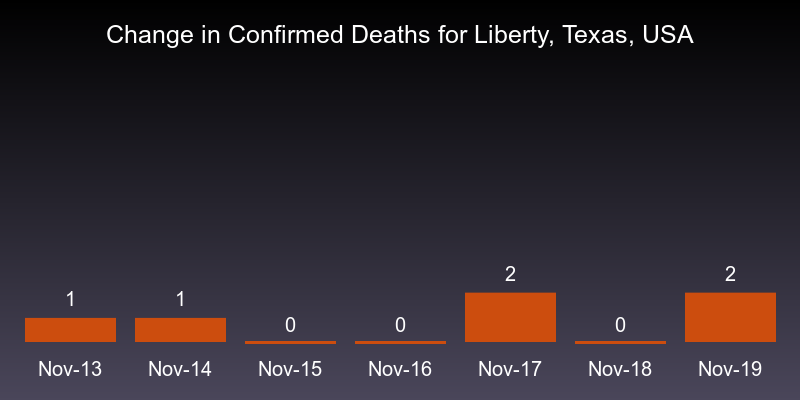 Change in Confirmed Deaths for Liberty, Texas, USA
1 1 0 0 2 0 2
Nov-13 Nov-14 Nov-15 Nov-16 Nov-17 Nov-18 Nov-19